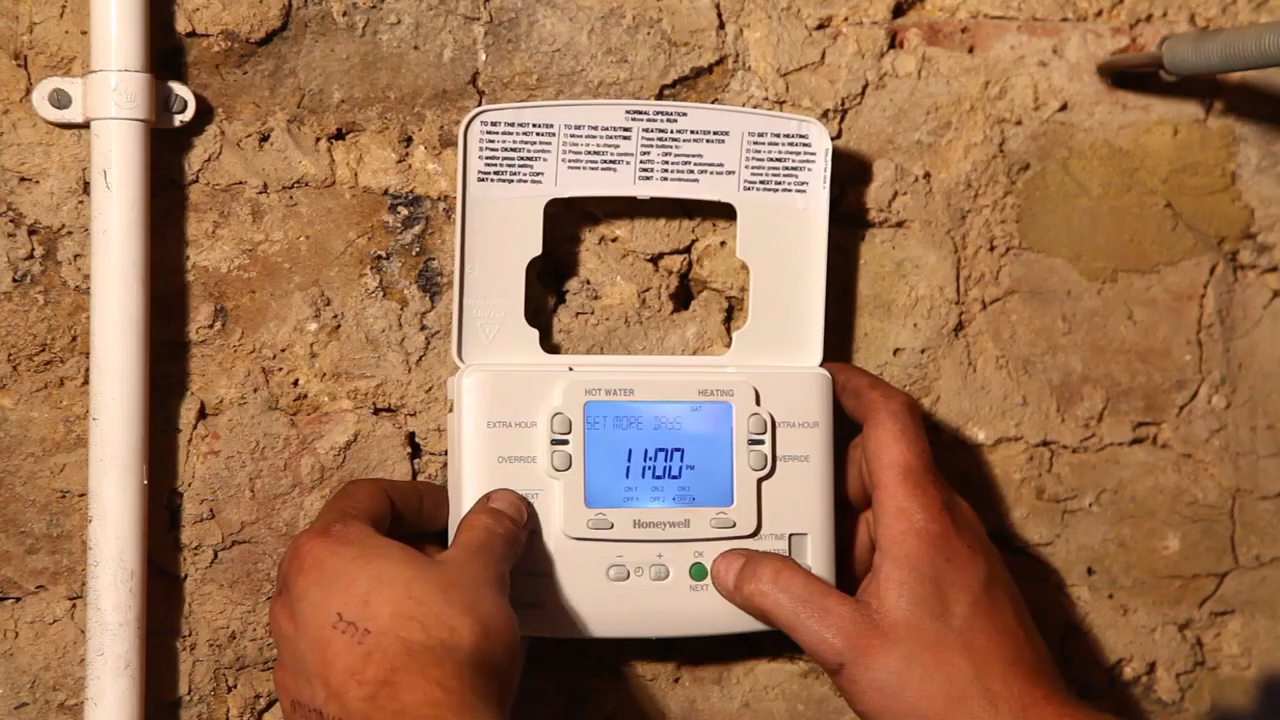 NORMAL OPERATION
1) Move slider to RUN
TO SET THE HOT WATER
1) Move slider to HOT WATER
2) Use + or – to change times
3) Press OK/NEXT to confirm
4) and/or press OK/NEXT to
move to next setting
Press NEXT DAY or COPY
DAY to change other days.
TO SET THE DATE/TIME
1) Move slider to DAY/TIME
2) Use + or – to change
3) Press OK/NEXT to confirm
4) and/or press OK/NEXT to
move to next setting.
HEATING & HOT WATER MODE
Press HEATING and HOT WATER
mode buttons to:-
OFF = OFF permanently
AUTO = ON and OFF automatically
ONCE = ON at first ON, OFF at last OFF
CONT = ON continuously
TO SET THE HEATING
1) Move slider to HEATING
2) Use + or – to change times
3) Press OK/NEXT to confirm
4) and/or press OK/NEXT to
move to next setting
Press NEXT DAY or COPY
DAY to change other days.
HOT WATER HEATING
SAT
SET MORE DAYS
EXTRA HOUR EXTRA HOUR
OVERRIDE OVERRIDE
11:00 PM
ON 1 ON 2 ON 3
OFF 1 OFF 2 OFF 3
NEXT
Honeywell
DAY/TIME
WATER
– + OK
NEXT